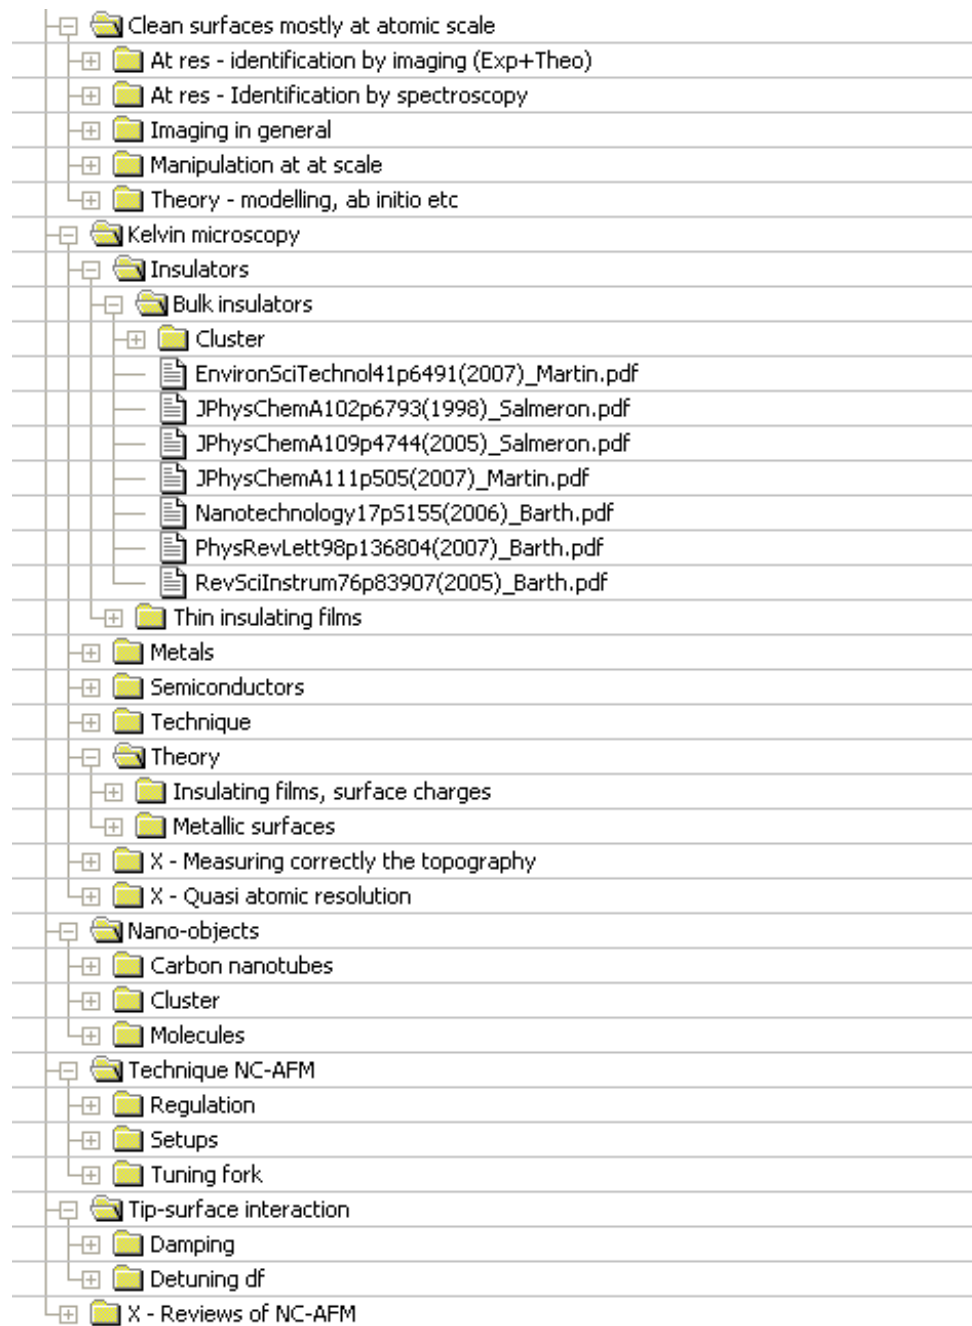 Clean surfaces mostly at atomic scale
At res - identification by imaging (Exp+Theo)
At res - Identification by spectroscopy
Imaging in general
Manipulation at at scale
Theory - modelling, ab initio etc
Kelvin microscopy
Insulators
Bulk insulators
Cluster
EnvironSciTechnol41p6491(2007)_Martin.pdf
JPhysChemA102p6793(1998)_Salmeron.pdf
JPhysChemA109p4744(2005)_Salmeron.pdf
JPhysChemA111p505(2007)_Martin.pdf
Nanotechnology17pS155(2006)_Barth.pdf
PhysRevLett98p136804(2007)_Barth.pdf
RevSciInstrum76p83907(2005)_Barth.pdf
Thin insulating films
Metals
Semiconductors
Technique
Theory
Insulating films, surface charges
Metallic surfaces
X - Measuring correctly the topography
X - Quasi atomic resolution
Nano-objects
Carbon nanotubes
Cluster
Molecules
Technique NC-AFM
Regulation
Setups
Tuning fork
Tip-surface interaction
Damping
Detuning df
X - Reviews of NC-AFM